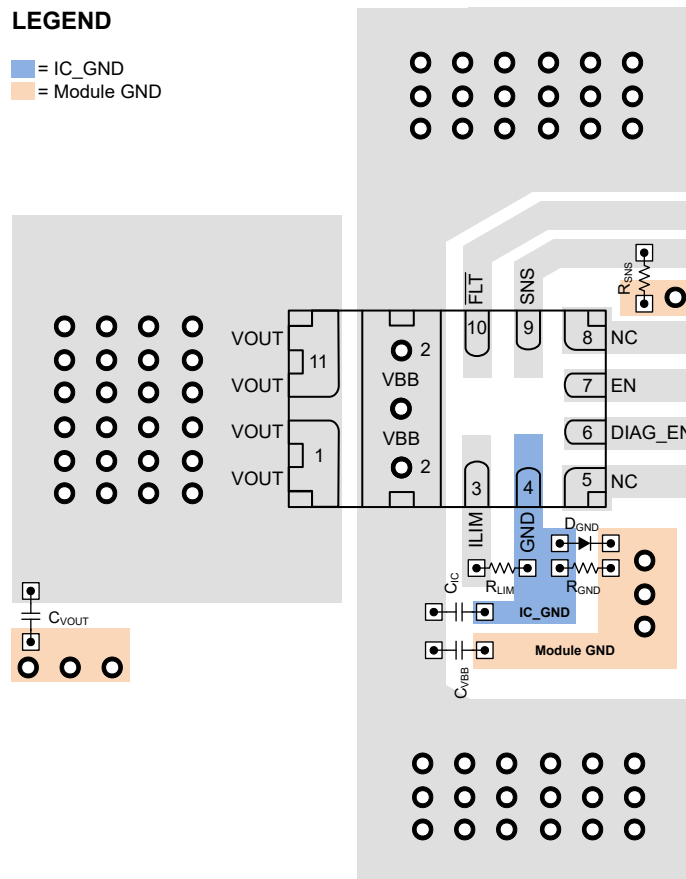 LEGEND
= IC_GND
= Module GND
RSNS
FLT
SNS
10
9
8
NC
VOUT
11
2
VBB
VOUT
7
EN
VOUT
VBB
6
DIAG_EN
1
2
VOUT
3
4
5
NC
ILIM
GND
DGND
RLIM
RGND
CIC
IC_GND
CVOUT
Module GND
CVBB